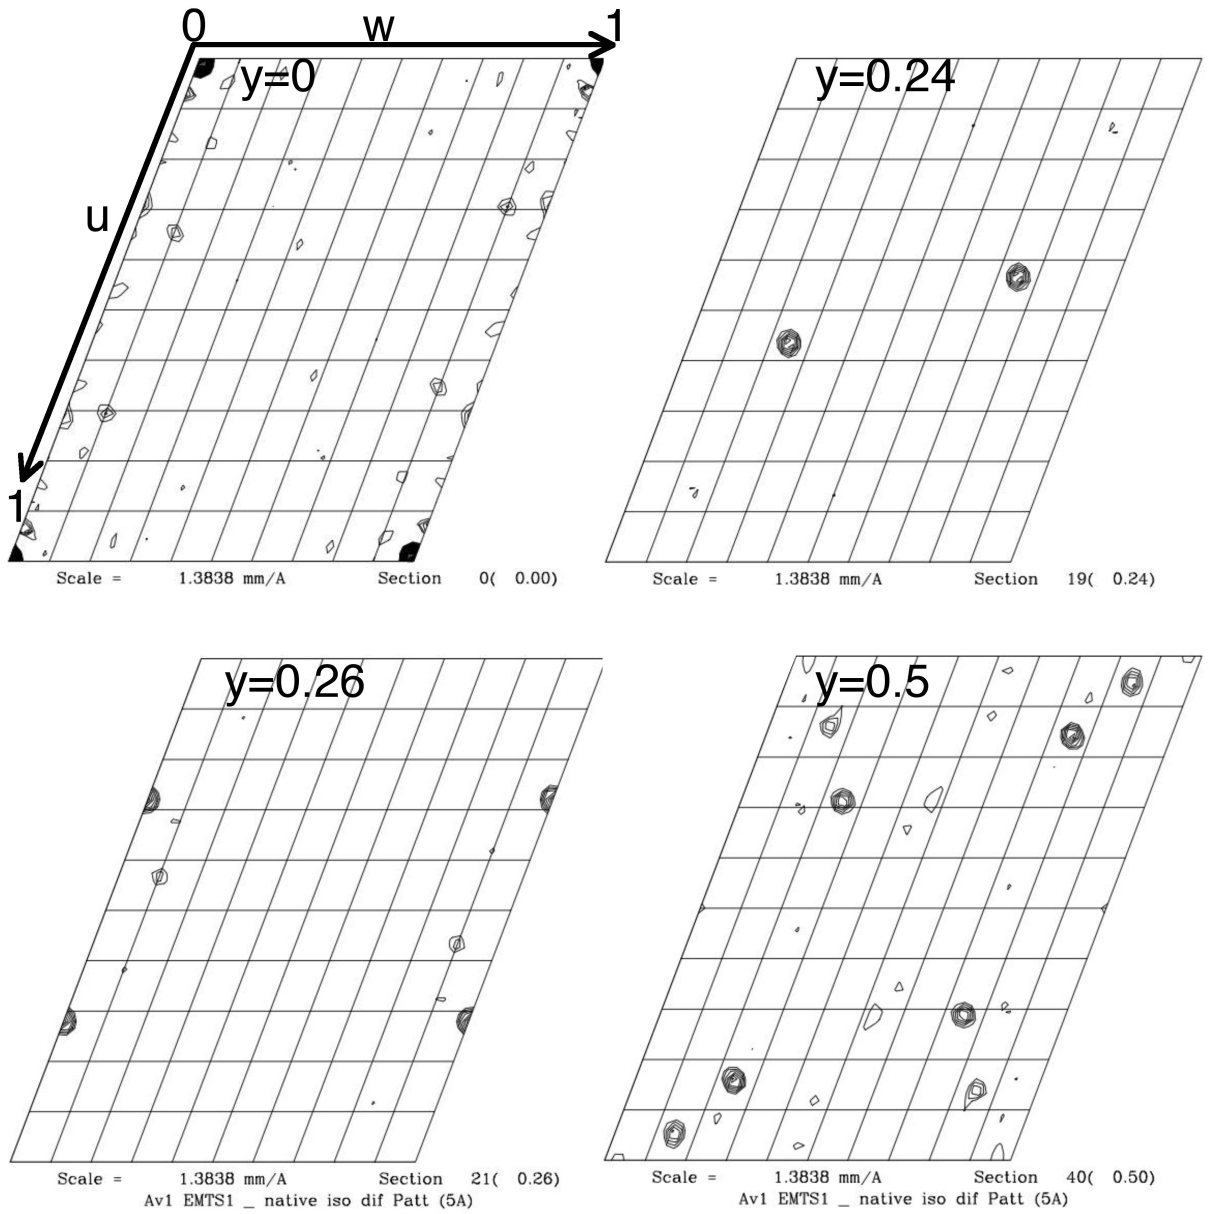 0 w 1
y=0
y=0.24
u
1
Scale = 1.3838 mm/A Section 0( 0.00)
Scale = 1.3838 mm/A Section 19( 0.24)
y=0.26
y=0.5
Scale = 1.3838 mm/A Section 21( 0.26)
Av1 EMTS1 _ native iso dif Patt (5A)
Scale = 1.3838 mm/A Section 40( 0.50)
Av1 EMTS1 _ native iso dif Patt (5A)